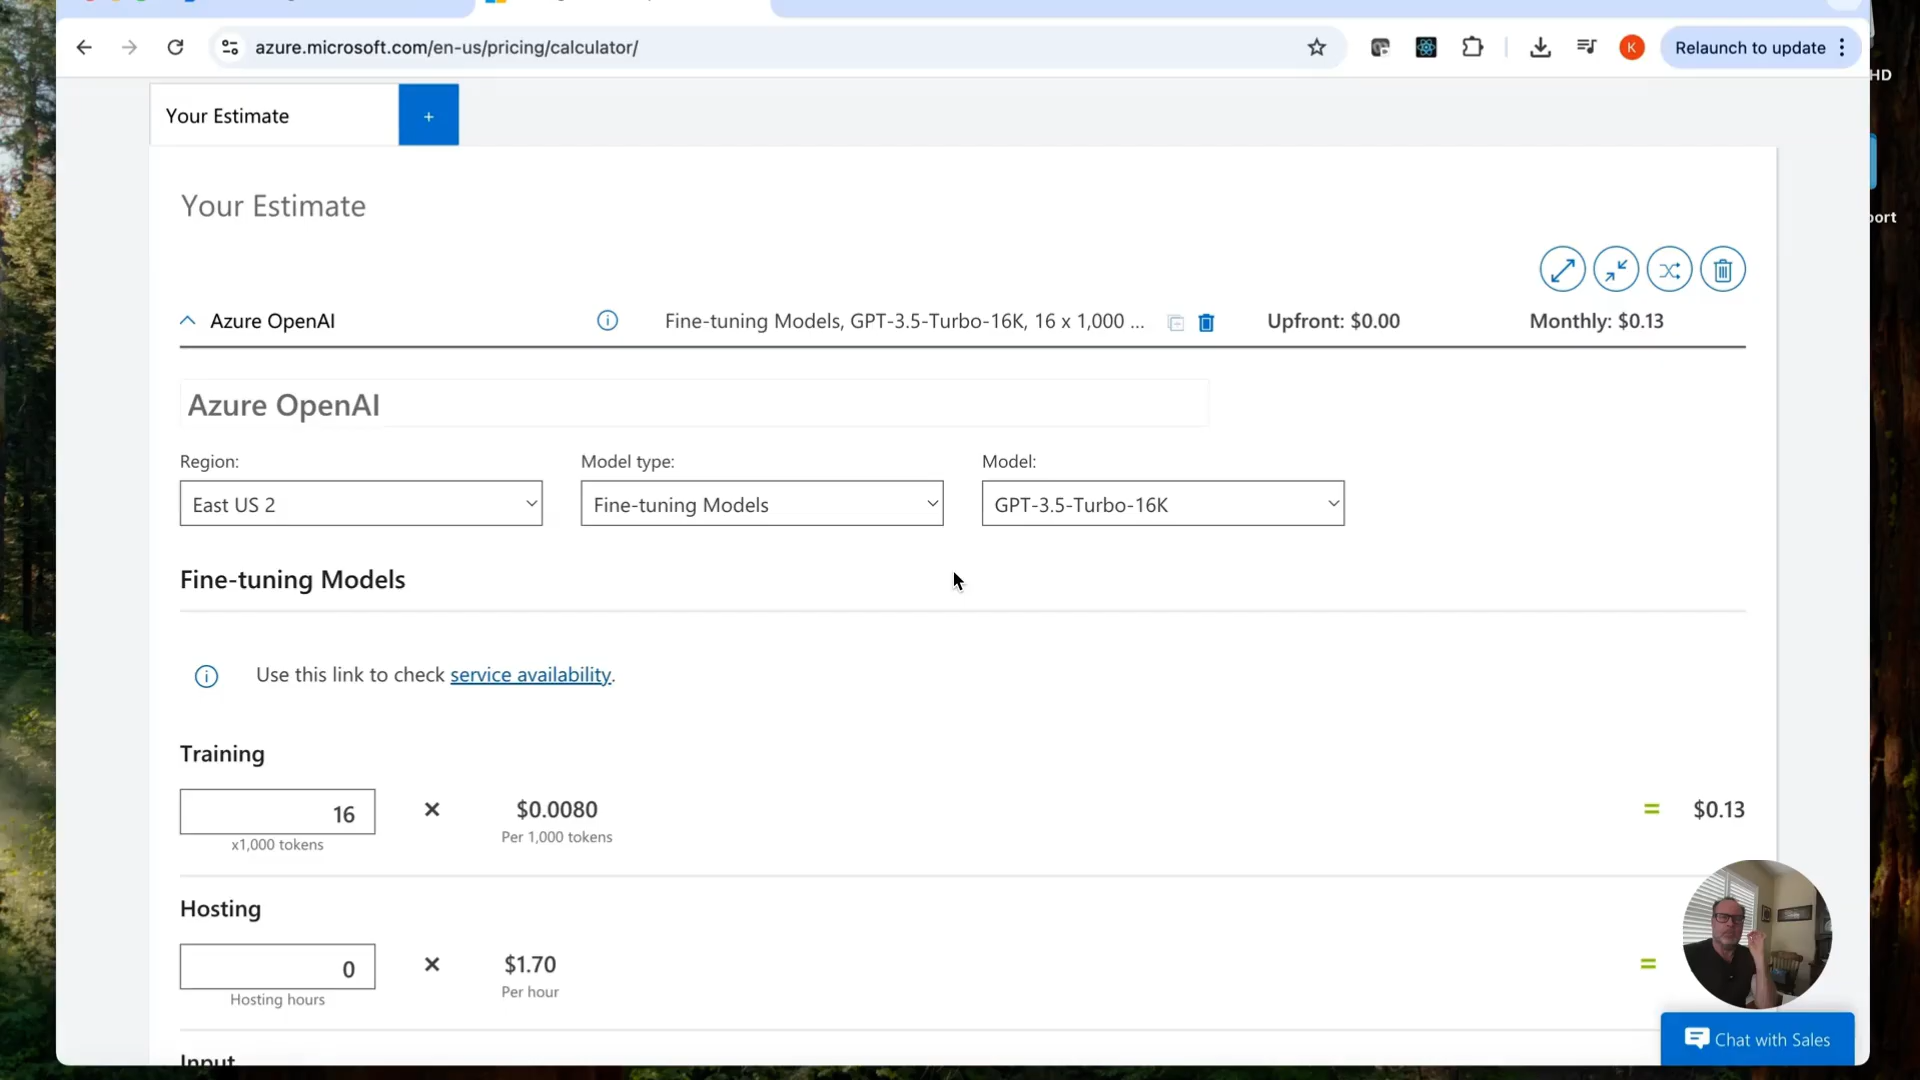 azure.microsoft.com/en-us/pricing/calculator/
K
Relaunch to update
HD
port
Your Estimate
+
Your Estimate
Azure OpenAI
Fine-tuning Models, GPT-3.5-Turbo-16K, 16 x 1,000 ...
Upfront: $0.00
Monthly: $0.13
Azure OpenAI
Region:
Model type:
Model:
East US 2
Fine-tuning Models
GPT-3.5-Turbo-16K
Fine-tuning Models
Use this link to check service availability.
Training
16
×
$0.0080
=
$0.13
x1,000 tokens
Per 1,000 tokens
Hosting
0
×
$1.70
=
Hosting hours
Per hour
Input
Chat with Sales